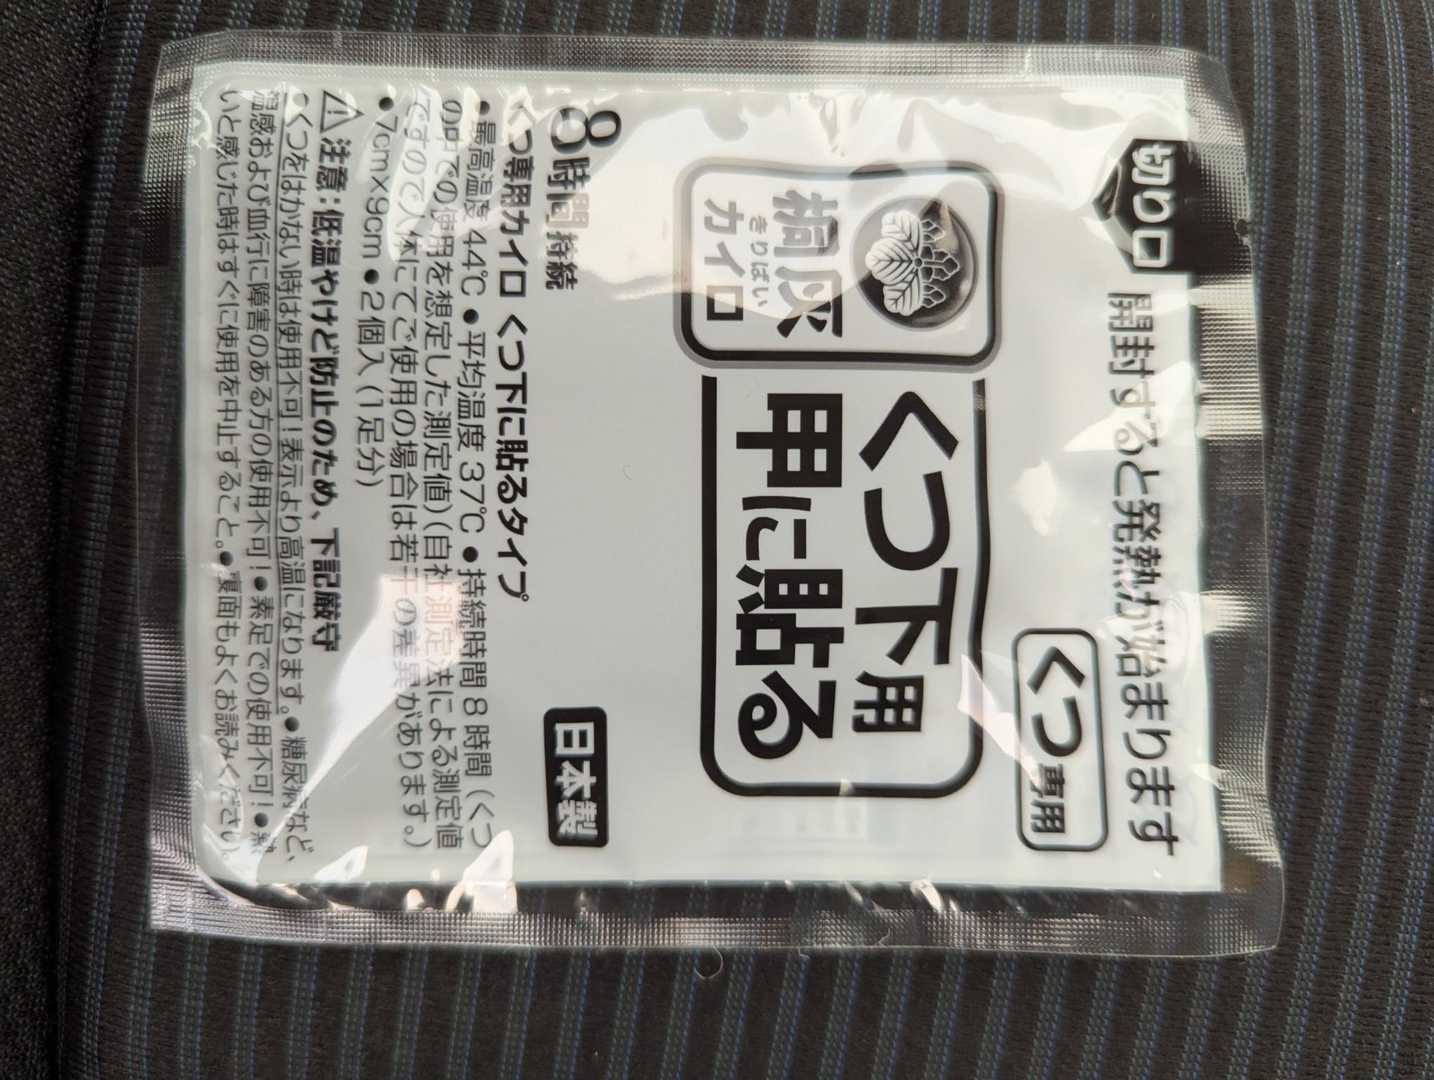 切り口
開封すると発熱が始まります
くつ専用
桐灰
きりばい
カイロ
くつ下用
甲に貼る
8時間持続
日本製
くつ専用カイロ くつ下に貼るタイプ
●最高温度 44℃ ●平均温度 37℃ ●持続時間 8 時間 (くつ
の中での使用を想定した測定値)(自社測定法による測定値
ですので人体にてご使用の場合は若干の差異があります。)
●7cm×9cm ●2個入(1足分)
⚠注意:低温やけど防止のため、下記厳守
●くつをはかない時は使用不可!表示より高温になります。●糖尿病など、
温感および血行に障害のある方の使用不可!●素足での使用不可!●熱
いと感じた時はすぐに使用を中止すること。●裏面もよくお読みください。